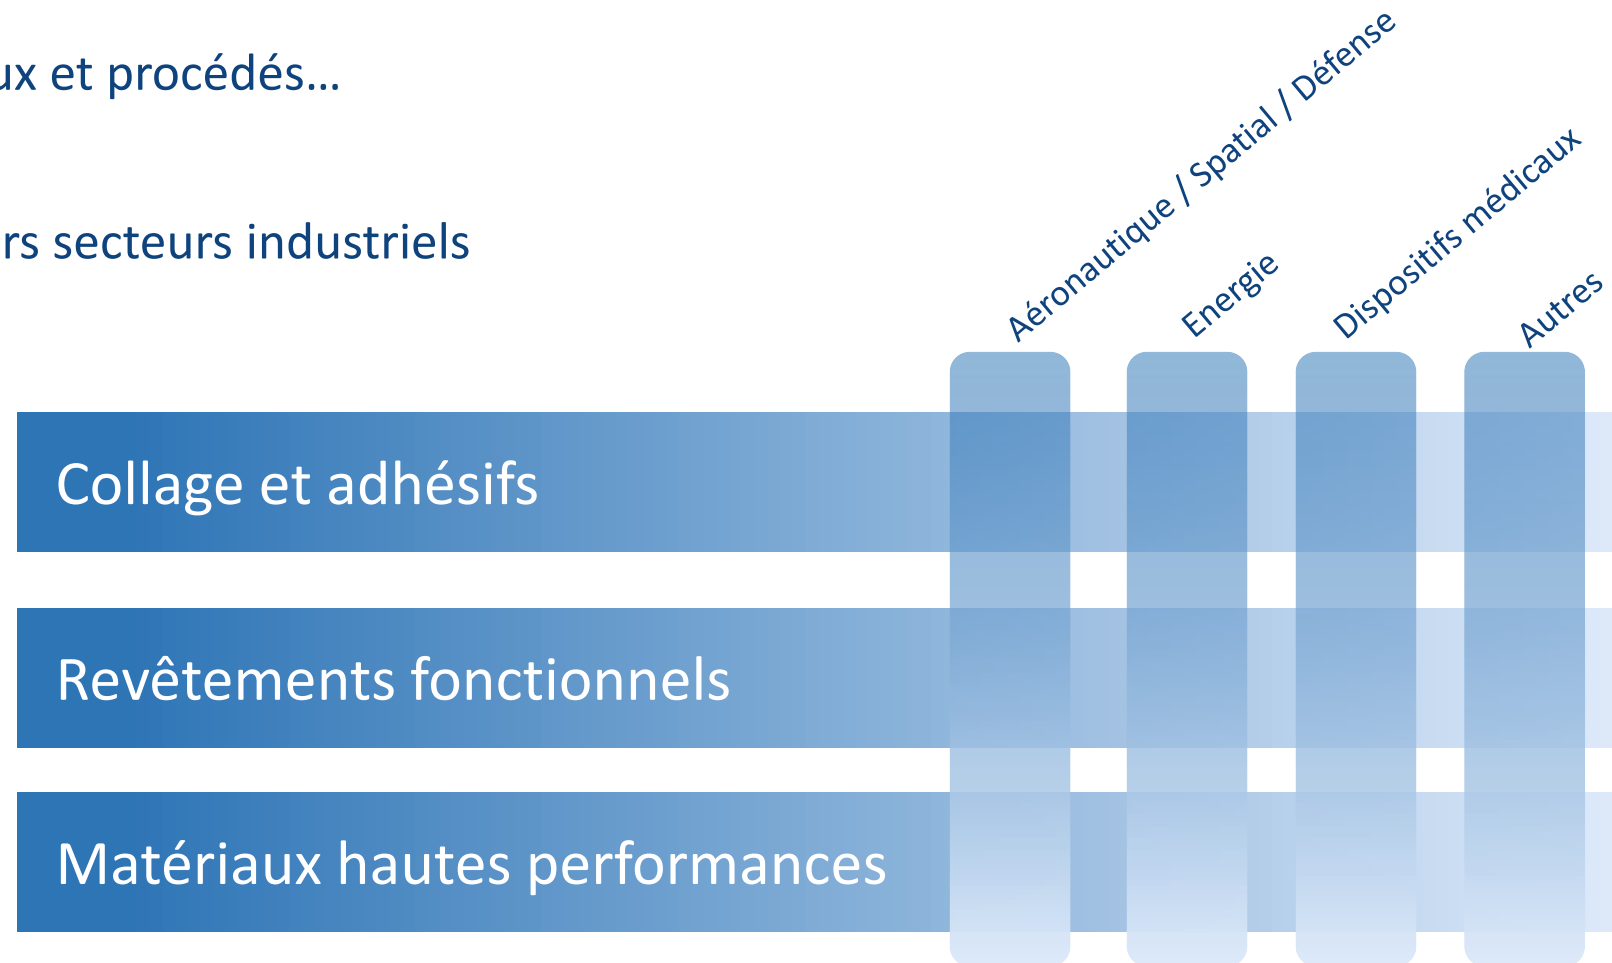 ux et procédés…
rs secteurs industriels
Aéronautique / Spatial / Défense
Energie
Dispositifs médicaux
Autres
Collage et adhésifs
Revêtements fonctionnels
Matériaux hautes performances